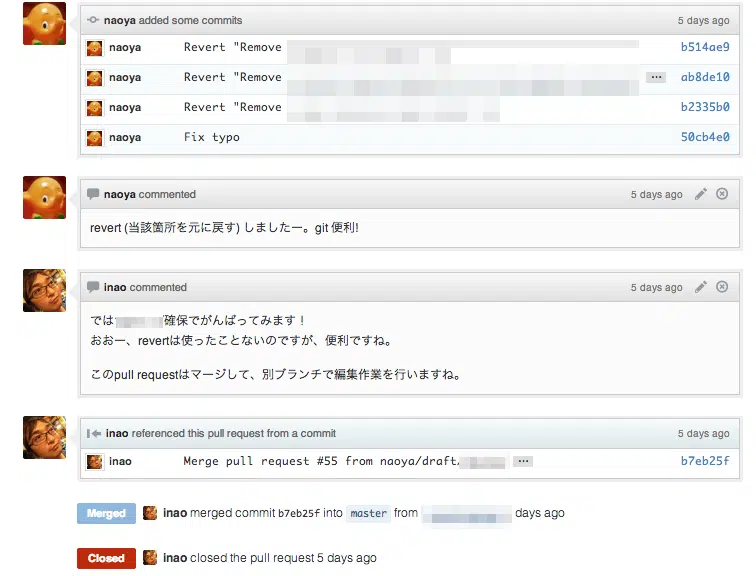 naoya added some commits 5 days ago
naoya Revert "Remove b514ae9
naoya Revert "Remove ... ab8de10
naoya Revert "Remove b2335b0
naoya Fix typo 50cb4e0
naoya commented 5 days ago
revert (当該箇所を元に戻す) しましたー。git 便利!
inao commented 5 days ago
では確保でがんばってみます！
おおー、revertは使ったことないのですが、便利ですね。
このpull requestはマージして、別ブランチで編集作業を行いますね。
inao referenced this pull request from a commit 5 days ago
inao Merge pull request #55 from naoya/draft/ ... b7eb25f
Merged inao merged commit b7eb25f into master from days ago
Closed inao closed the pull request 5 days ago